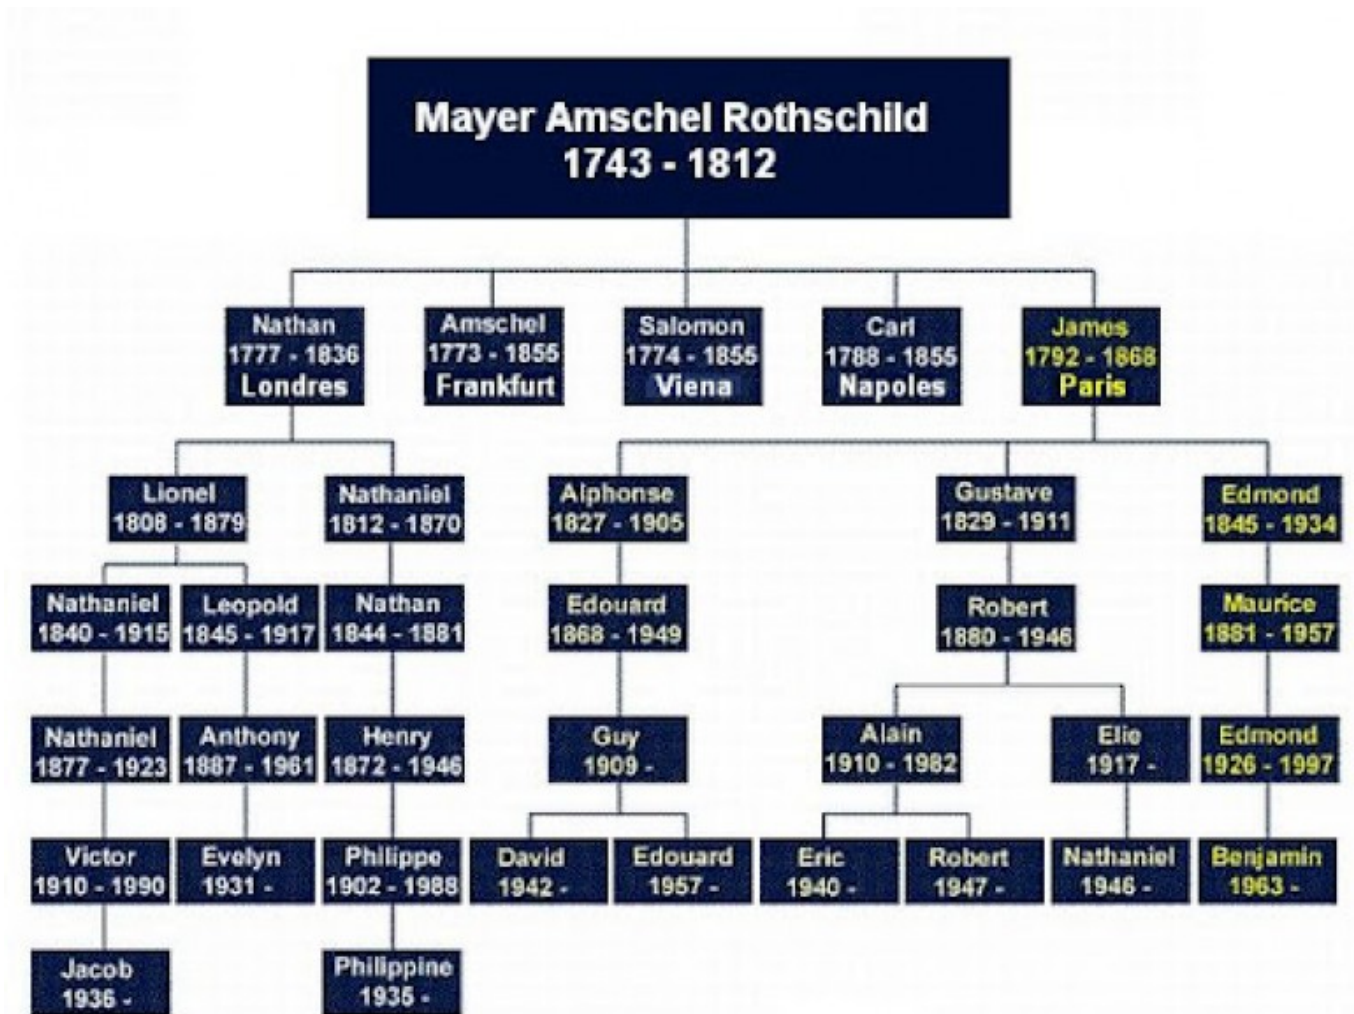 Mayer Amschel Rothschild
1743 - 1812
Nathan
1777 - 1836
Londres
Amschel
1773 - 1855
Frankfurt
Salomon
1774 - 1855
Viena
Carl
1788 - 1855
Napoles
James
1792 - 1868
Paris
Lionel
1808 - 1879
Nathaniel
1812 - 1870
Alphonse
1827 - 1905
Gustave
1829 - 1911
Edmond
1845 - 1934
Nathaniel
1840 - 1915
Leopold
1845 - 1917
Nathan
1844 - 1881
Edouard
1868 - 1949
Robert
1880 - 1946
Maurice
1881 - 1957
Nathaniel
1877 - 1923
Anthony
1887 - 1961
Henry
1872 - 1946
Guy
1909 -
Alain
1910 - 1982
Elie
1917 -
Edmond
1926 - 1997
Victor
1910 - 1990
Evelyn
1931 -
Philippe
1902 - 1988
David
1942 -
Edouard
1957 -
Eric
1940 -
Robert
1947 -
Nathaniel
1946 -
Benjamin
1963 -
Jacob
1936 -
Philippine
1935 -